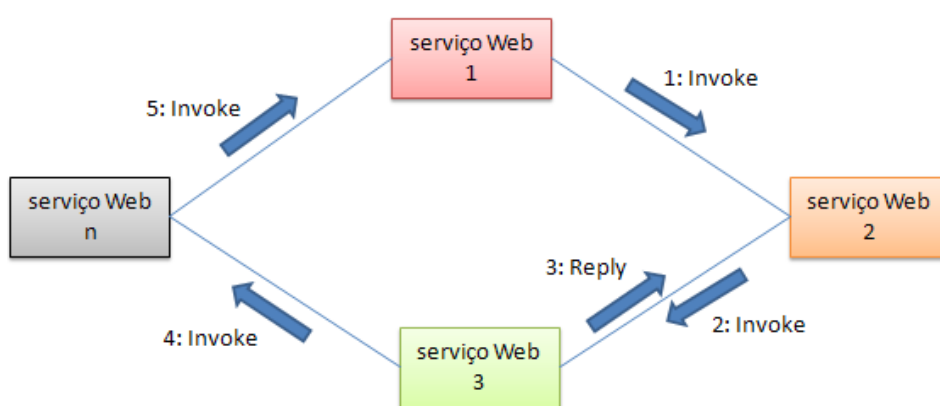 serviço Web
1
1: Invoke
5: Invoke
serviço Web
n
serviço Web
2
3: Reply
2: Invoke
4: Invoke
serviço Web
3